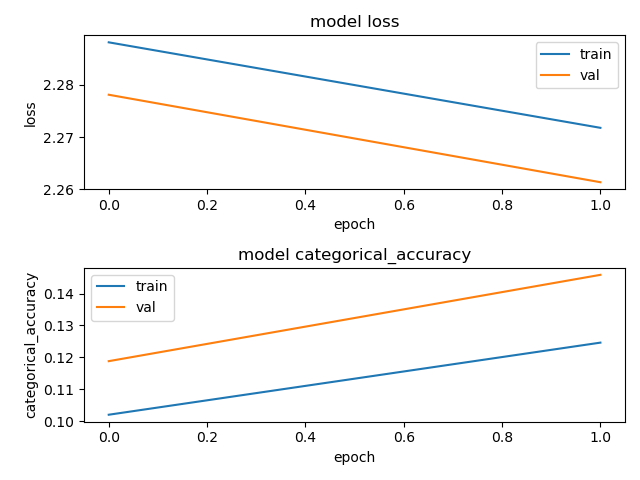 model loss
train
val
2.28
2.27
2.26
loss
0.0 0.2 0.4 0.6 0.8 1.0
epoch
model categorical_accuracy
train
val
0.14
0.13
0.12
0.11
0.10
categorical_accuracy
0.0 0.2 0.4 0.6 0.8 1.0
epoch